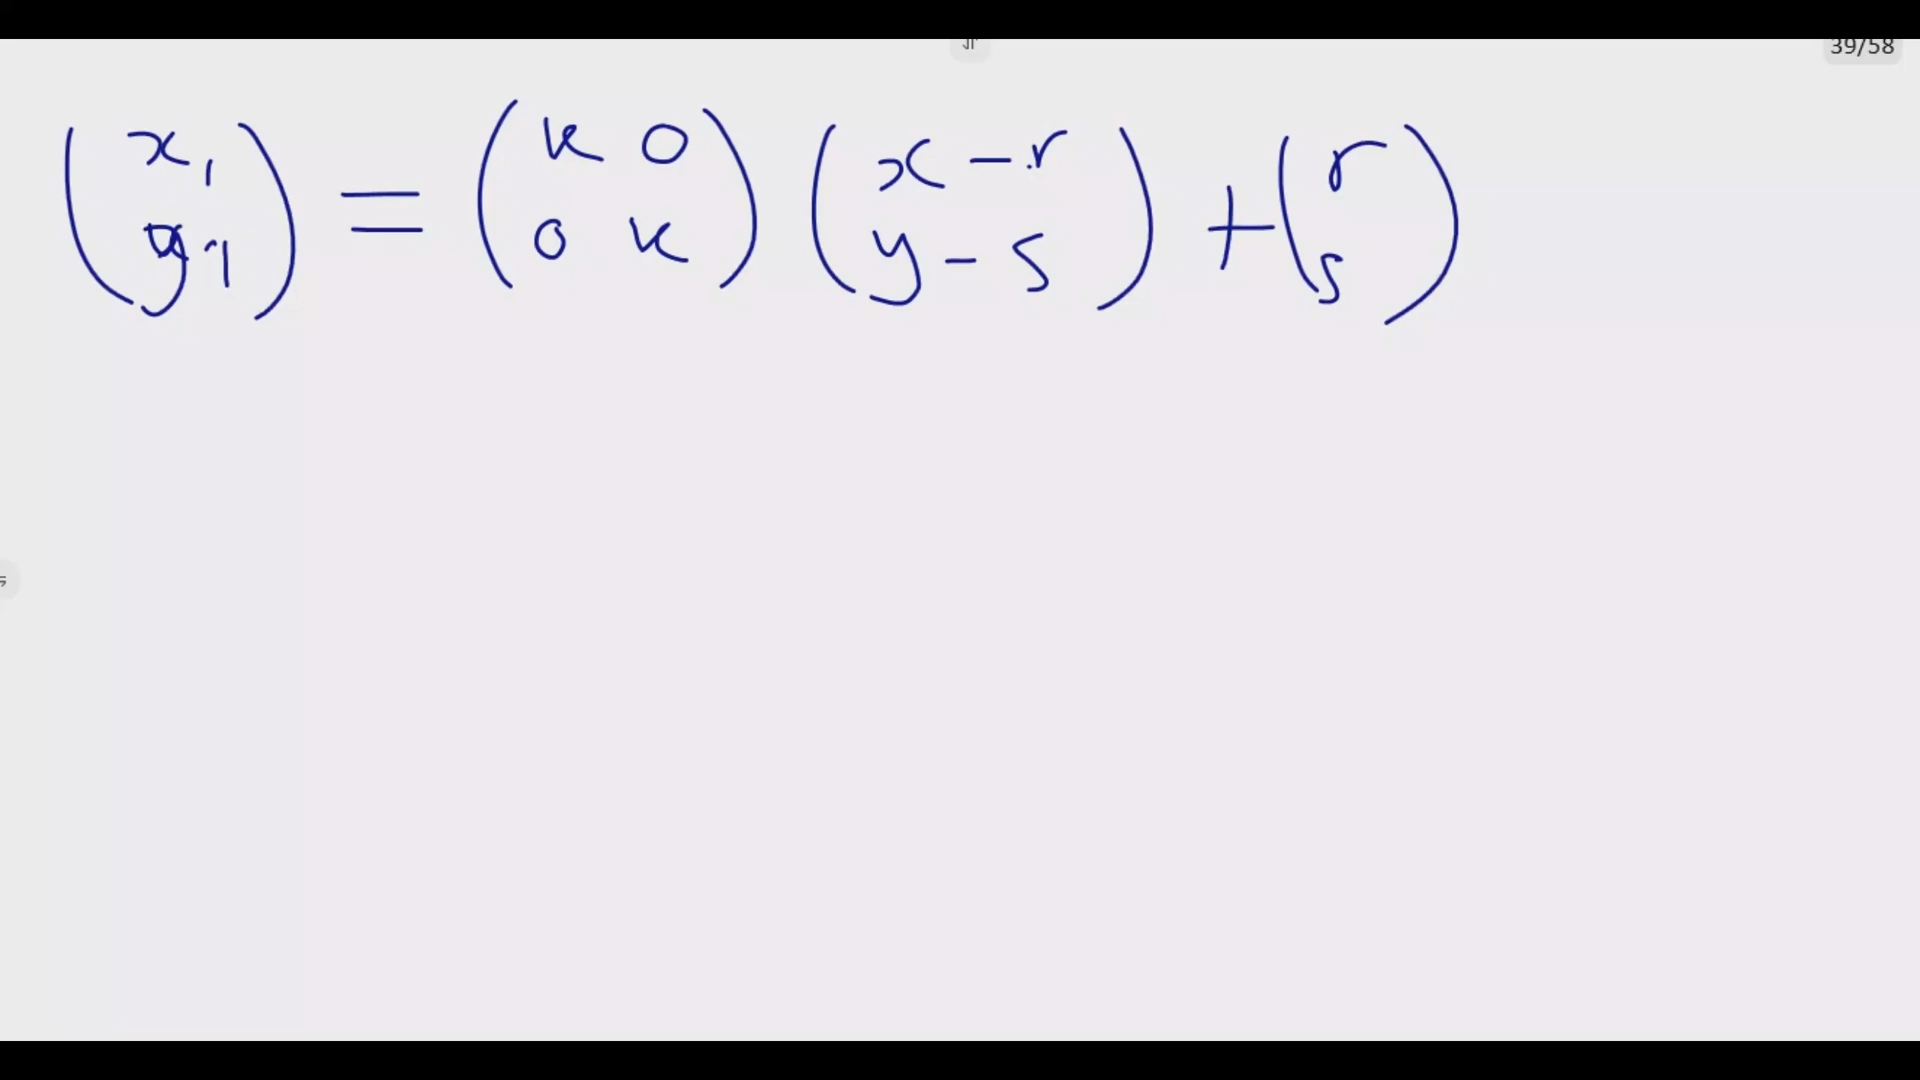 39/58
(x₁ y₁) = (k 0 0 k) (x - r y - s) + (r s)